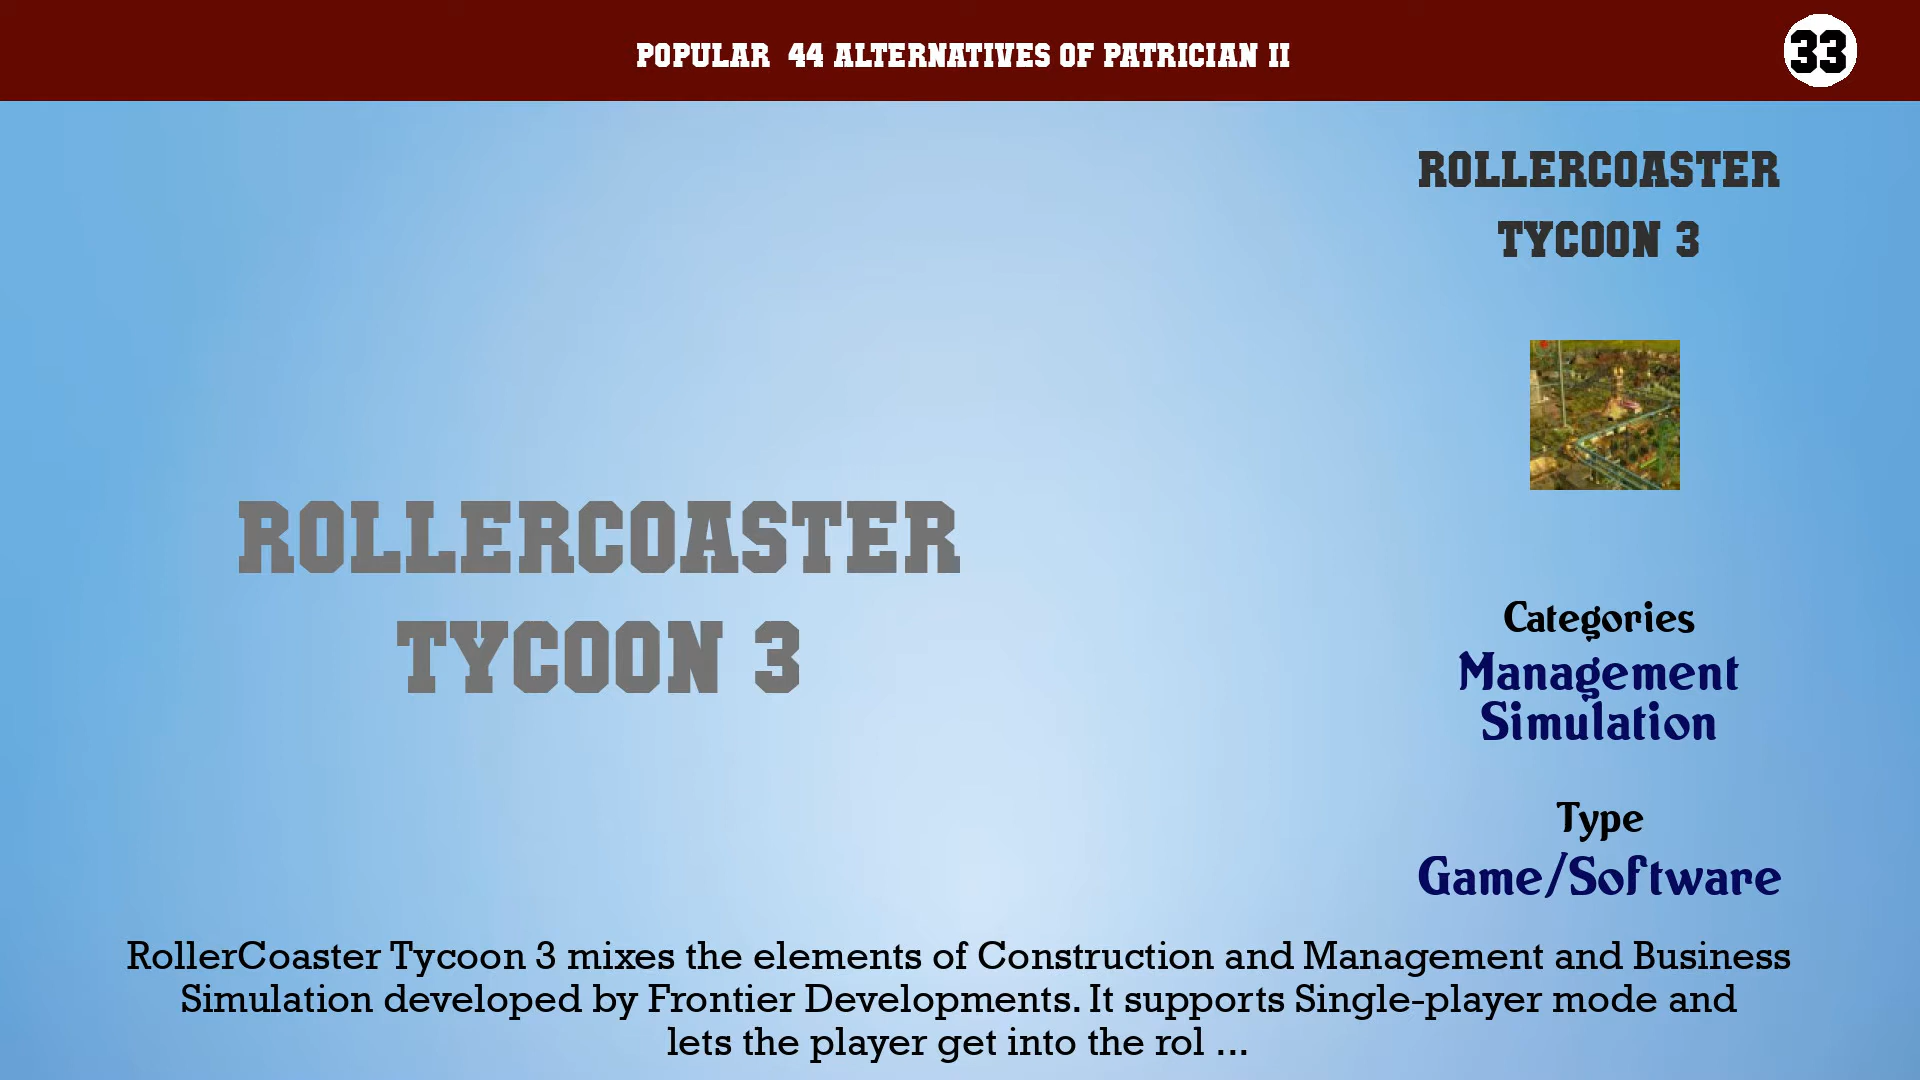 POPULAR 44 ALTERNATIVES OF PATRICIAN II
33
ROLLERCOASTER
TYCOON 3
ROLLERCOASTER
TYCOON 3
Categories
Management
Simulation
Type
Game/Software
RollerCoaster Tycoon 3 mixes the elements of Construction and Management and Business
Simulation developed by Frontier Developments. It supports Single-player mode and
lets the player get into the rol ...